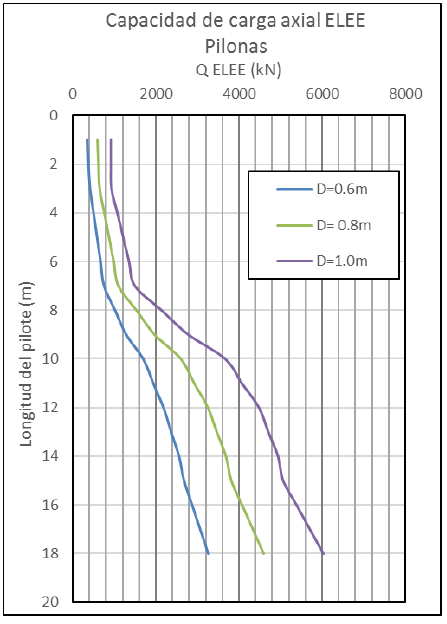 Capacidad de carga axial ELEE
Pilonas
Q ELEE (kN)
0 2000 4000 6000 8000
0
2
4
6
8
10
12
14
16
18
20
Longitud del pilote (m)
D=0.6m
D= 0.8m
D=1.0m